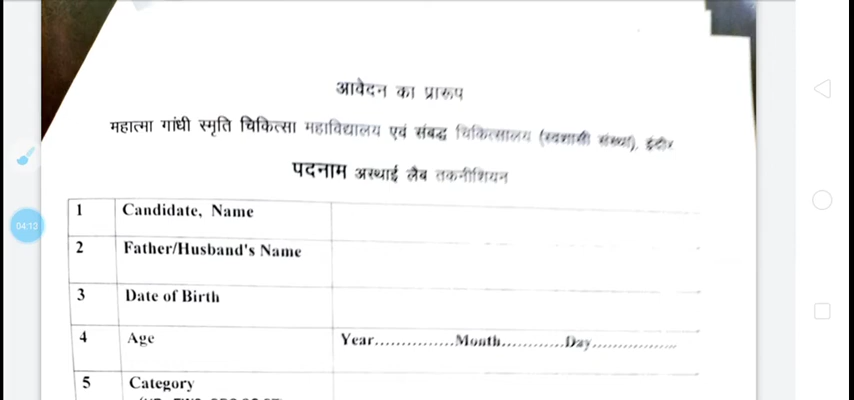 आवेदन का प्रारूप
महात्मा गांधी स्मृति चिकित्सा महाविद्यालय एवं संबद्ध चिकित्सालय (स्वशासी संस्था), इंदौर
पदनाम अस्थाई लैब तकनीशियन
1 Candidate, Name
2 Father/Husband's Name
3 Date of Birth
4 Age Year...............Month............Day.................
5 Category
04:13